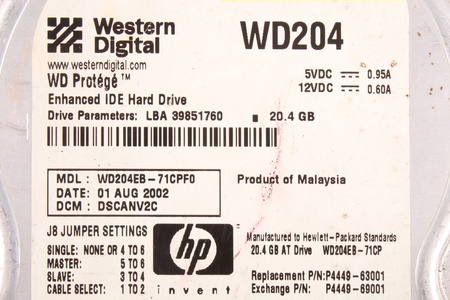 Western
Digital
WD204
www.westerndigital.com
WD Protégé™
5VDC 0.95A
12VDC 0.60A
Enhanced IDE Hard Drive
Drive Parameters: LBA 39851760 ■ 20.4 GB
MDL: WD204EB-71CPF0
DATE: 01 AUG 2002
DCM: DSCANV2C
Product of Malaysia
J8 JUMPER SETTINGS
SINGLE: NONE OR 4 TO 6
MASTER: 5 TO 6
SLAVE: 3 TO 4
CABLE SELECT: 1 TO 2
hp
invent
Manufactured to Hewlett-Packard Standards
20.4 GB AT Drive WD204EB-71CP
Replacement P/N:P4449-63001
Exchange P/N: P4449-69001